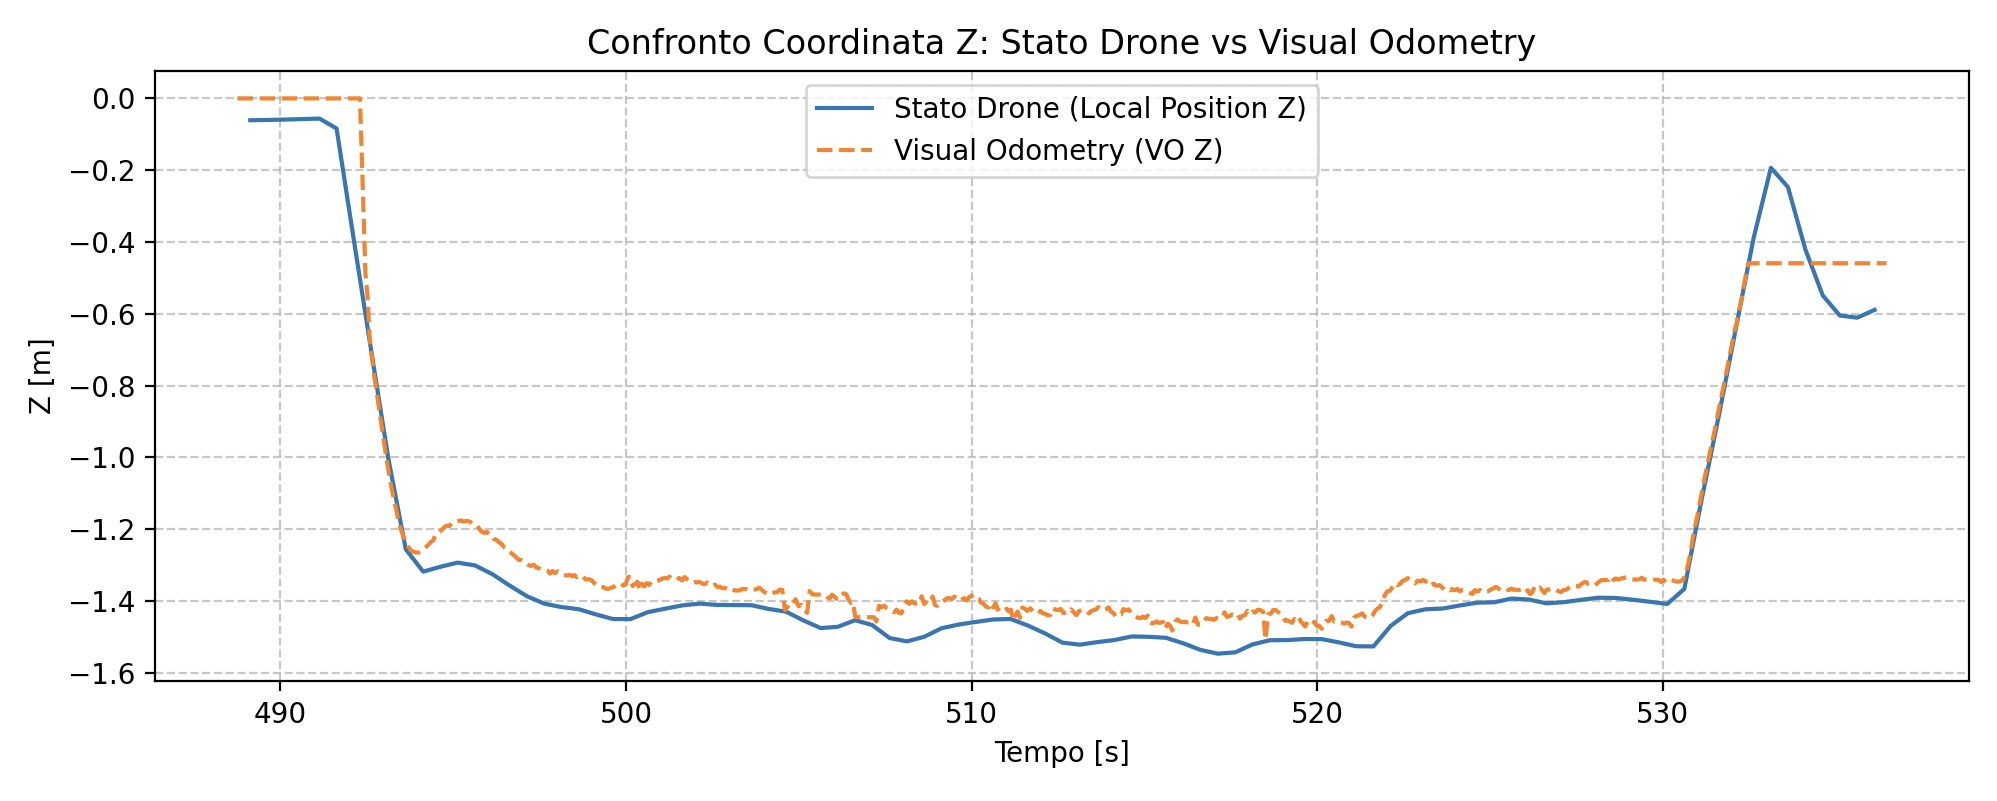 Confronto Coordinata Z: Stato Drone vs Visual Odometry
Stato Drone (Local Position Z)
Visual Odometry (VO Z)
Z [m]
0.0
−0.2
−0.4
−0.6
−0.8
−1.0
−1.2
−1.4
−1.6
490 500 510 520 530
Tempo [s]